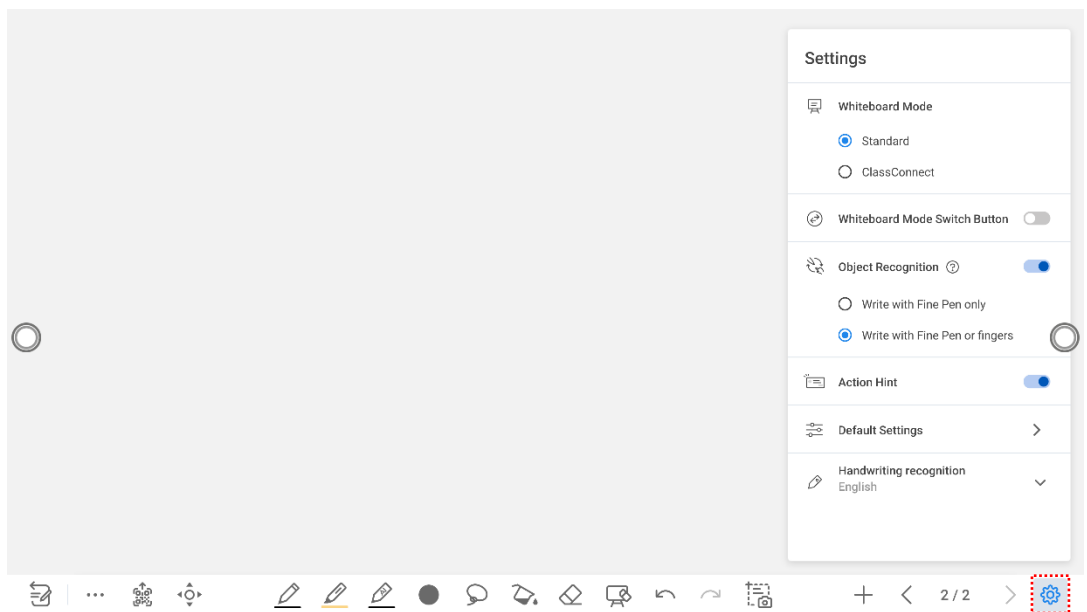 Settings
Whiteboard Mode
Standard
ClassConnect
Whiteboard Mode Switch Button
Object Recognition ?
Write with Fine Pen only
Write with Fine Pen or fingers
Action Hint
Default Settings
Handwriting recognition
English
2 / 2